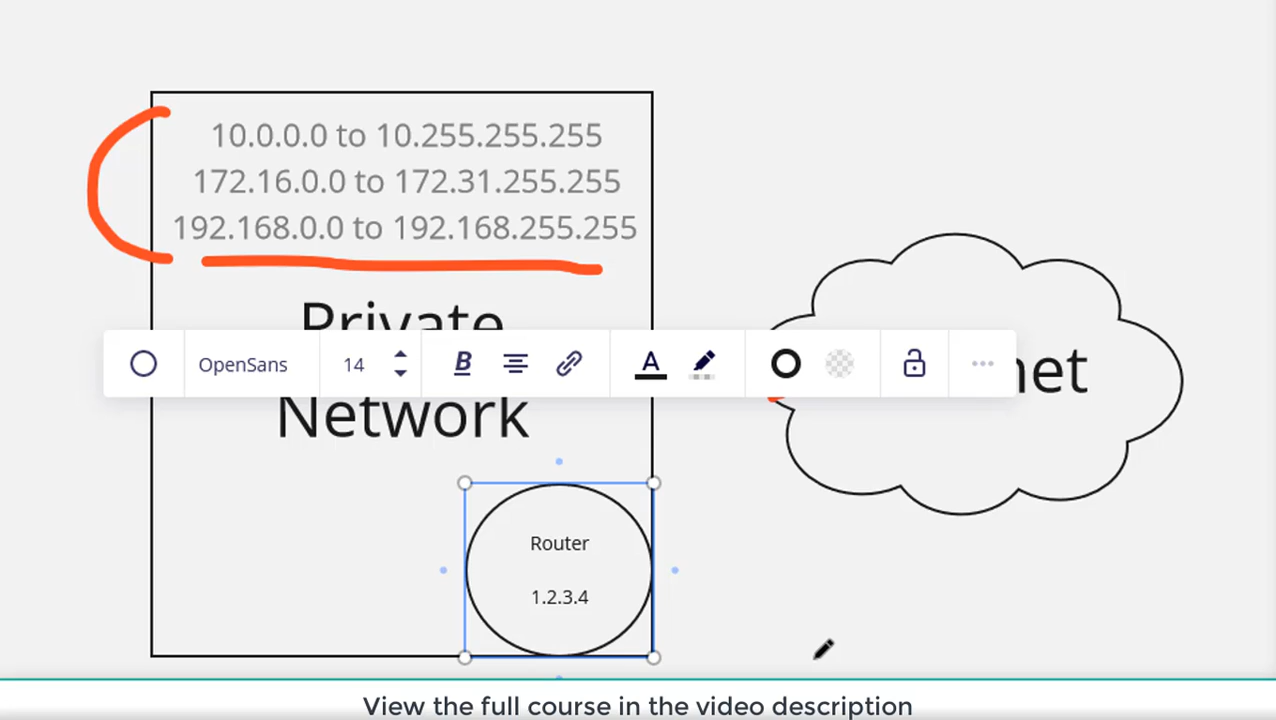 10.0.0.0 to 10.255.255.255
172.16.0.0 to 172.31.255.255
192.168.0.0 to 192.168.255.255
Private
OpenSans
14
B
A
net
Network
Router
1.2.3.4
View the full course in the video description